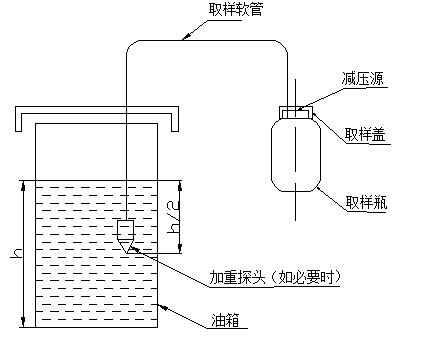 取样软管
减压源
取样盖
取样瓶
h/2
h
加重探头(如必要时)
油箱